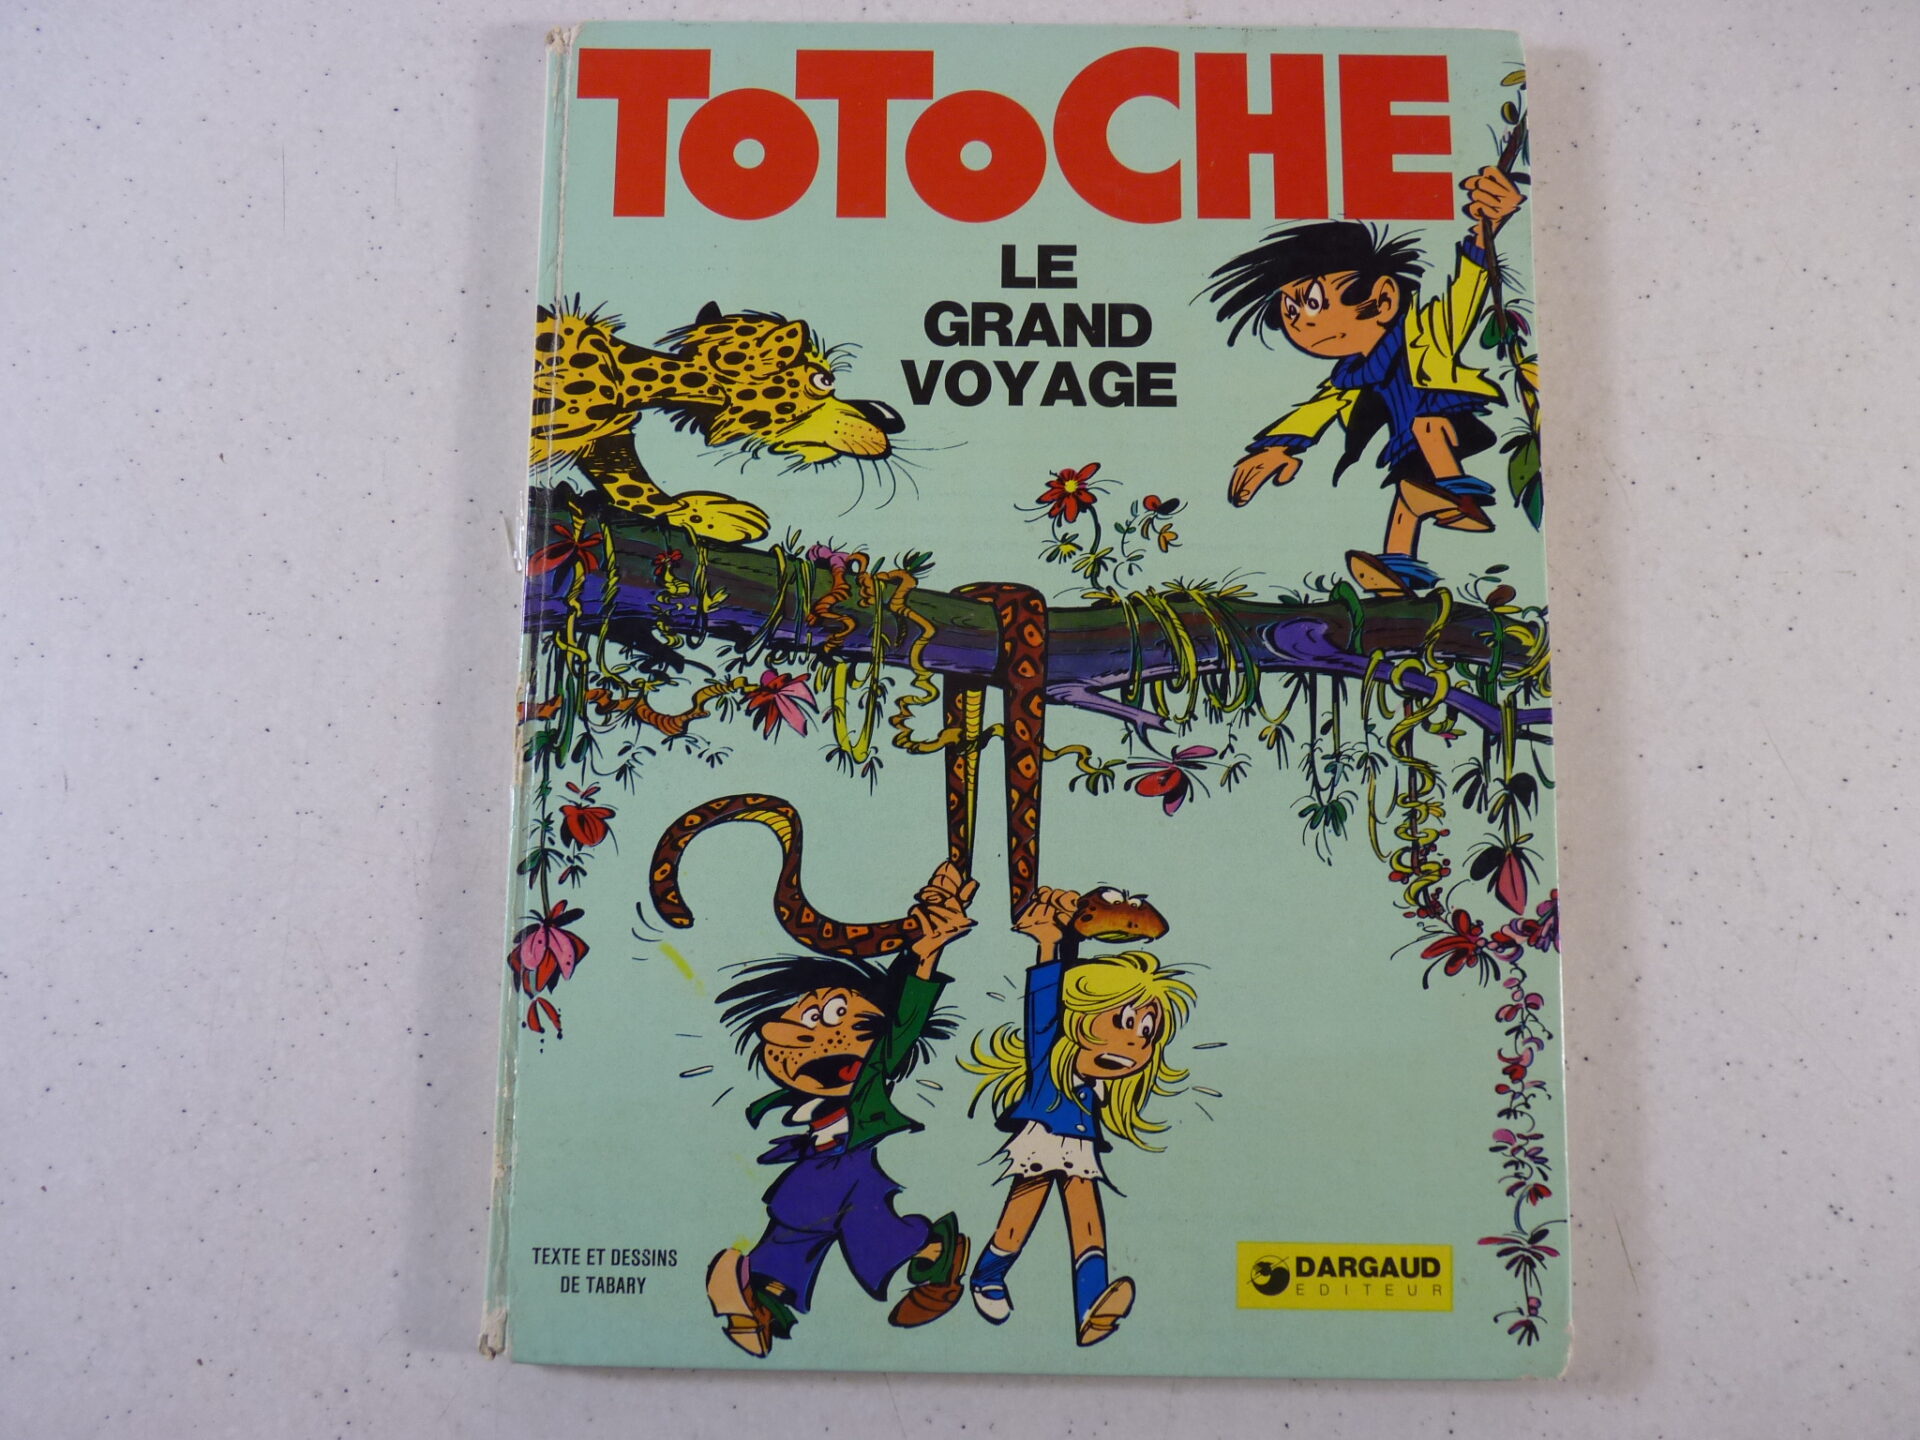 ToToCHE
LE
GRAND
VOYAGE
TEXTE ET DESSINS
DE TABARY
DARGAUD
EDITEUR